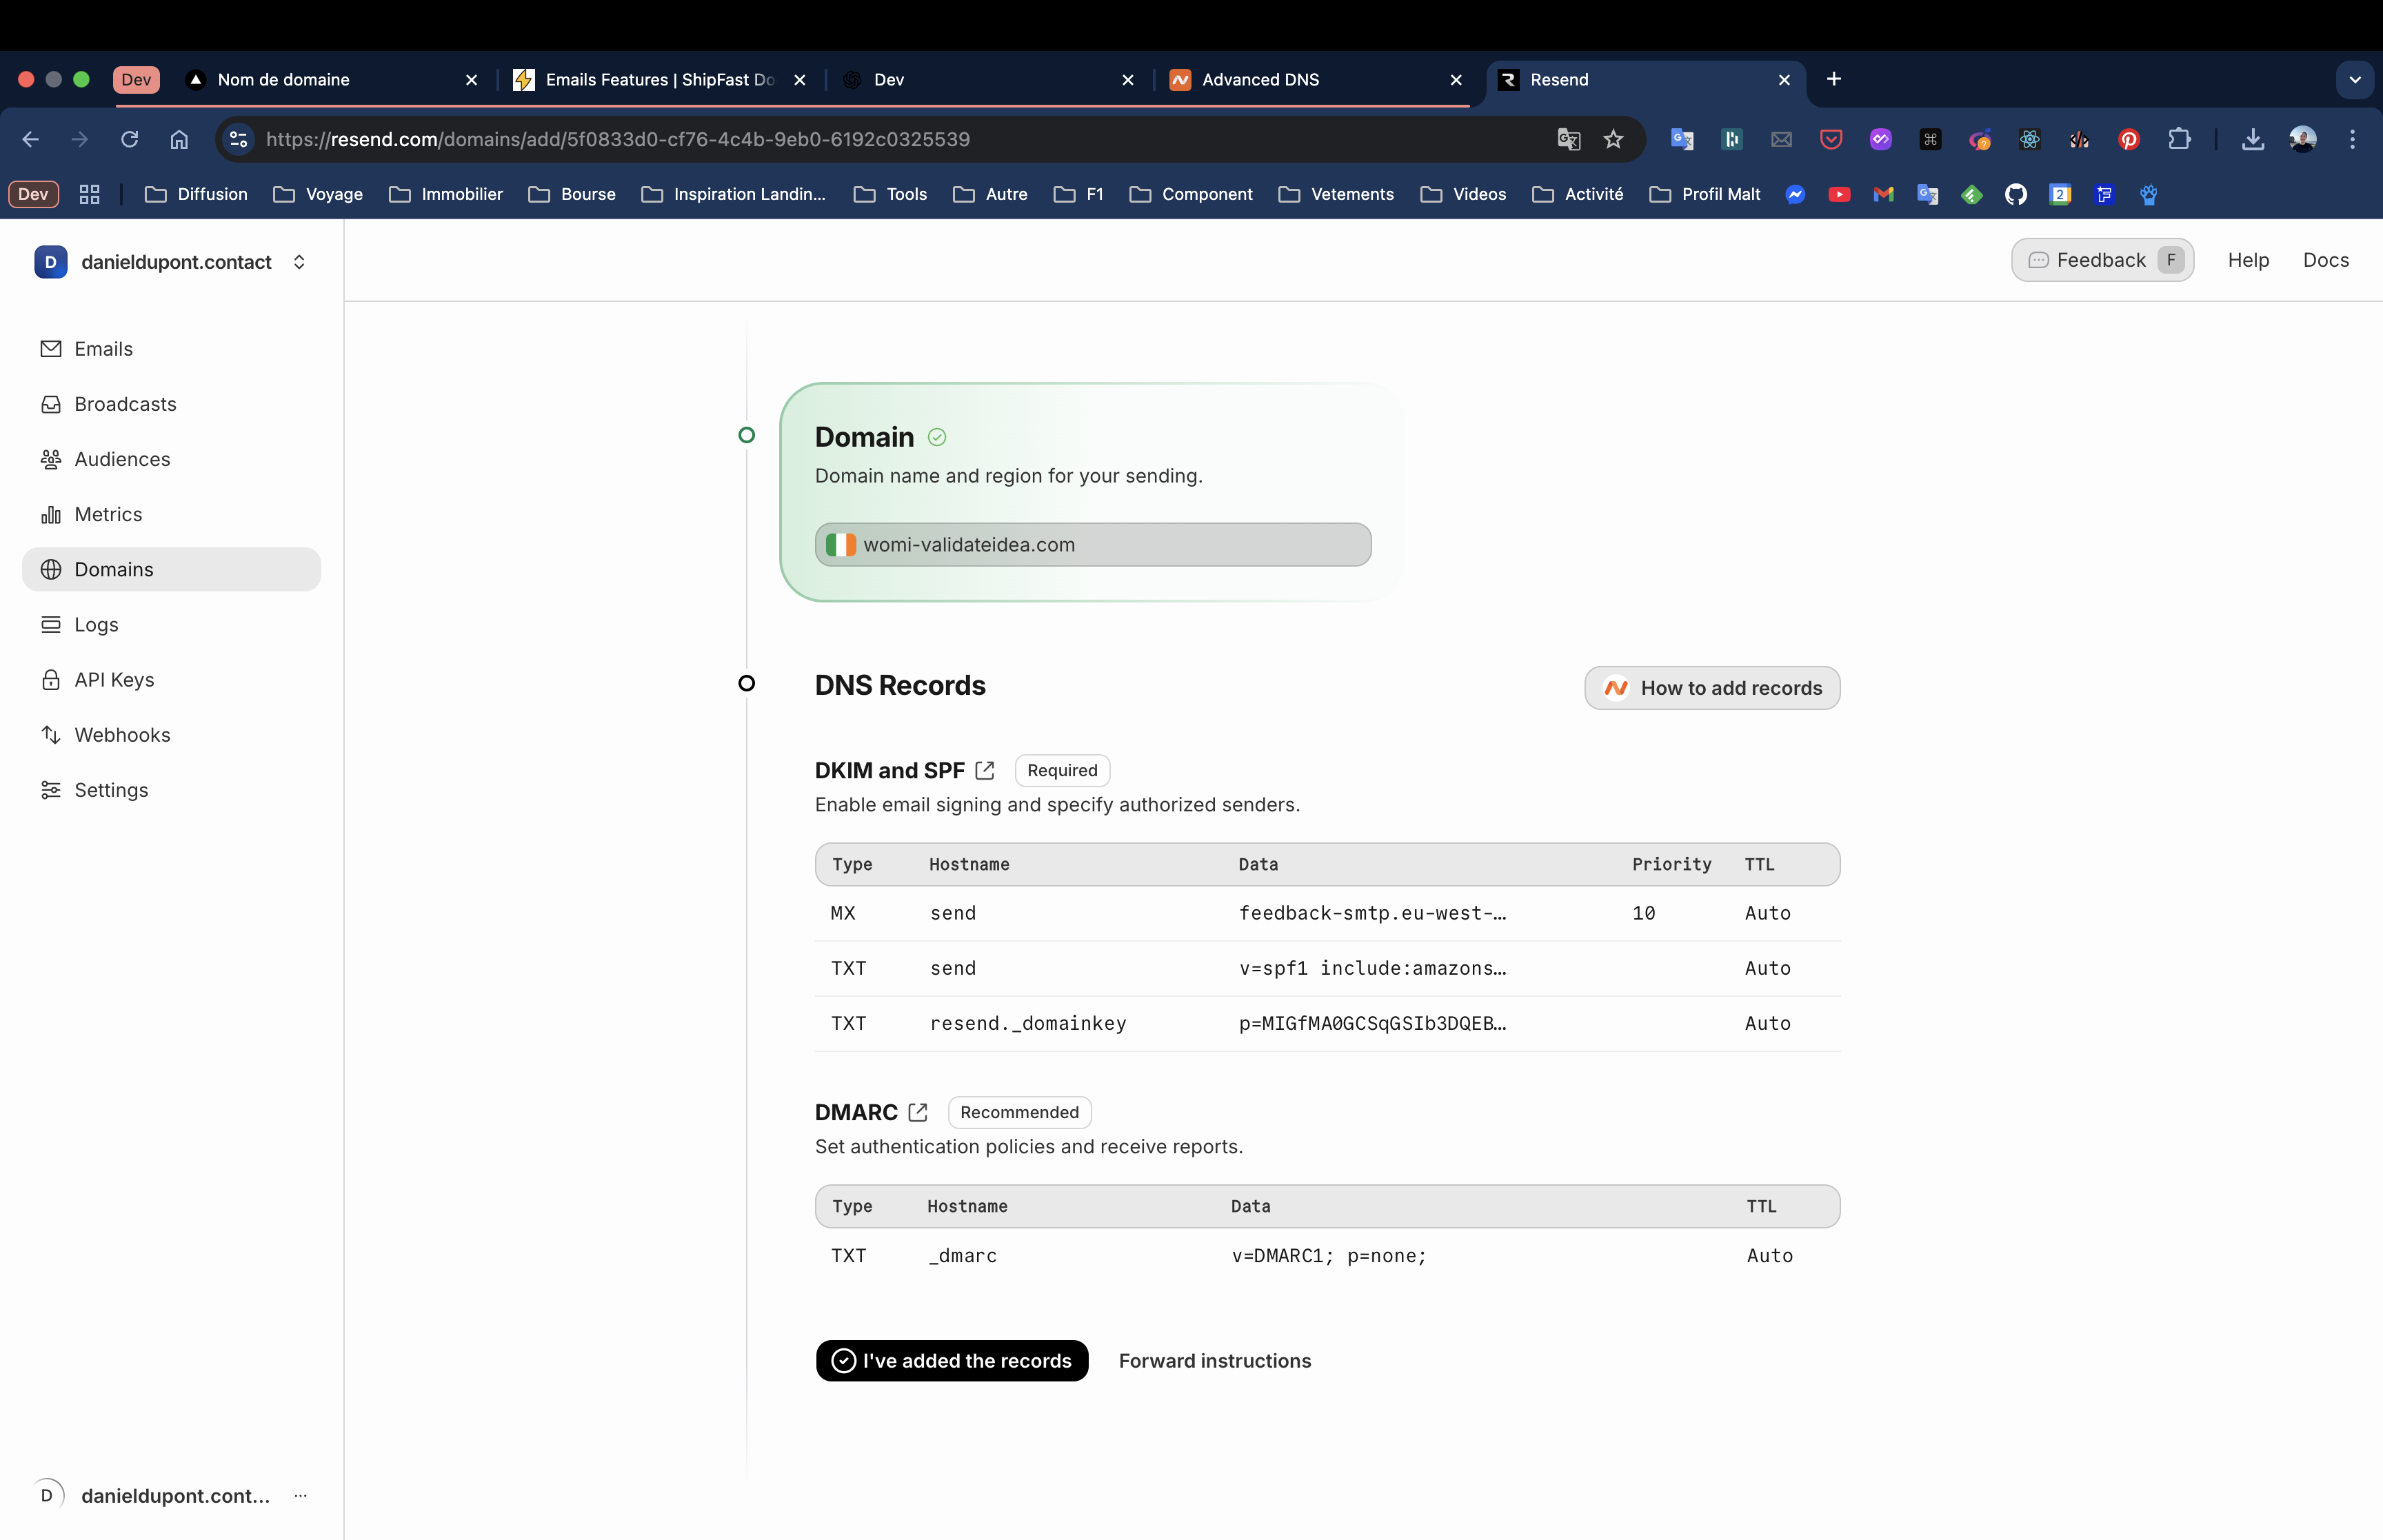 Dev
Nom de domaine
Emails Features | ShipFast Do
Dev
Advanced DNS
Resend
https://resend.com/domains/add/5f0833d0-cf76-4c4b-9eb0-6192c0325539
Dev
Diffusion
Voyage
Immobilier
Bourse
Inspiration Landin...
Tools
Autre
F1
Component
Vetements
Videos
Activité
Profil Malt
D
danieldupont.contact
Feedback F
Help
Docs
Emails
Broadcasts
Audiences
Metrics
Domains
Logs
API Keys
Webhooks
Settings
Domain
Domain name and region for your sending.
womi-validateidea.com
DNS Records
How to add records
DKIM and SPF Required
Enable email signing and specify authorized senders.
Type Hostname Data Priority TTL
MX send feedback-smtp.eu-west-… 10 Auto
TXT send v=spf1 include:amazons… Auto
TXT resend._domainkey p=MIGfMA0GCSqGSIb3DQEB… Auto
DMARC Recommended
Set authentication policies and receive reports.
Type Hostname Data TTL
TXT _dmarc v=DMARC1; p=none; Auto
I've added the records
Forward instructions
D
danieldupont.cont...